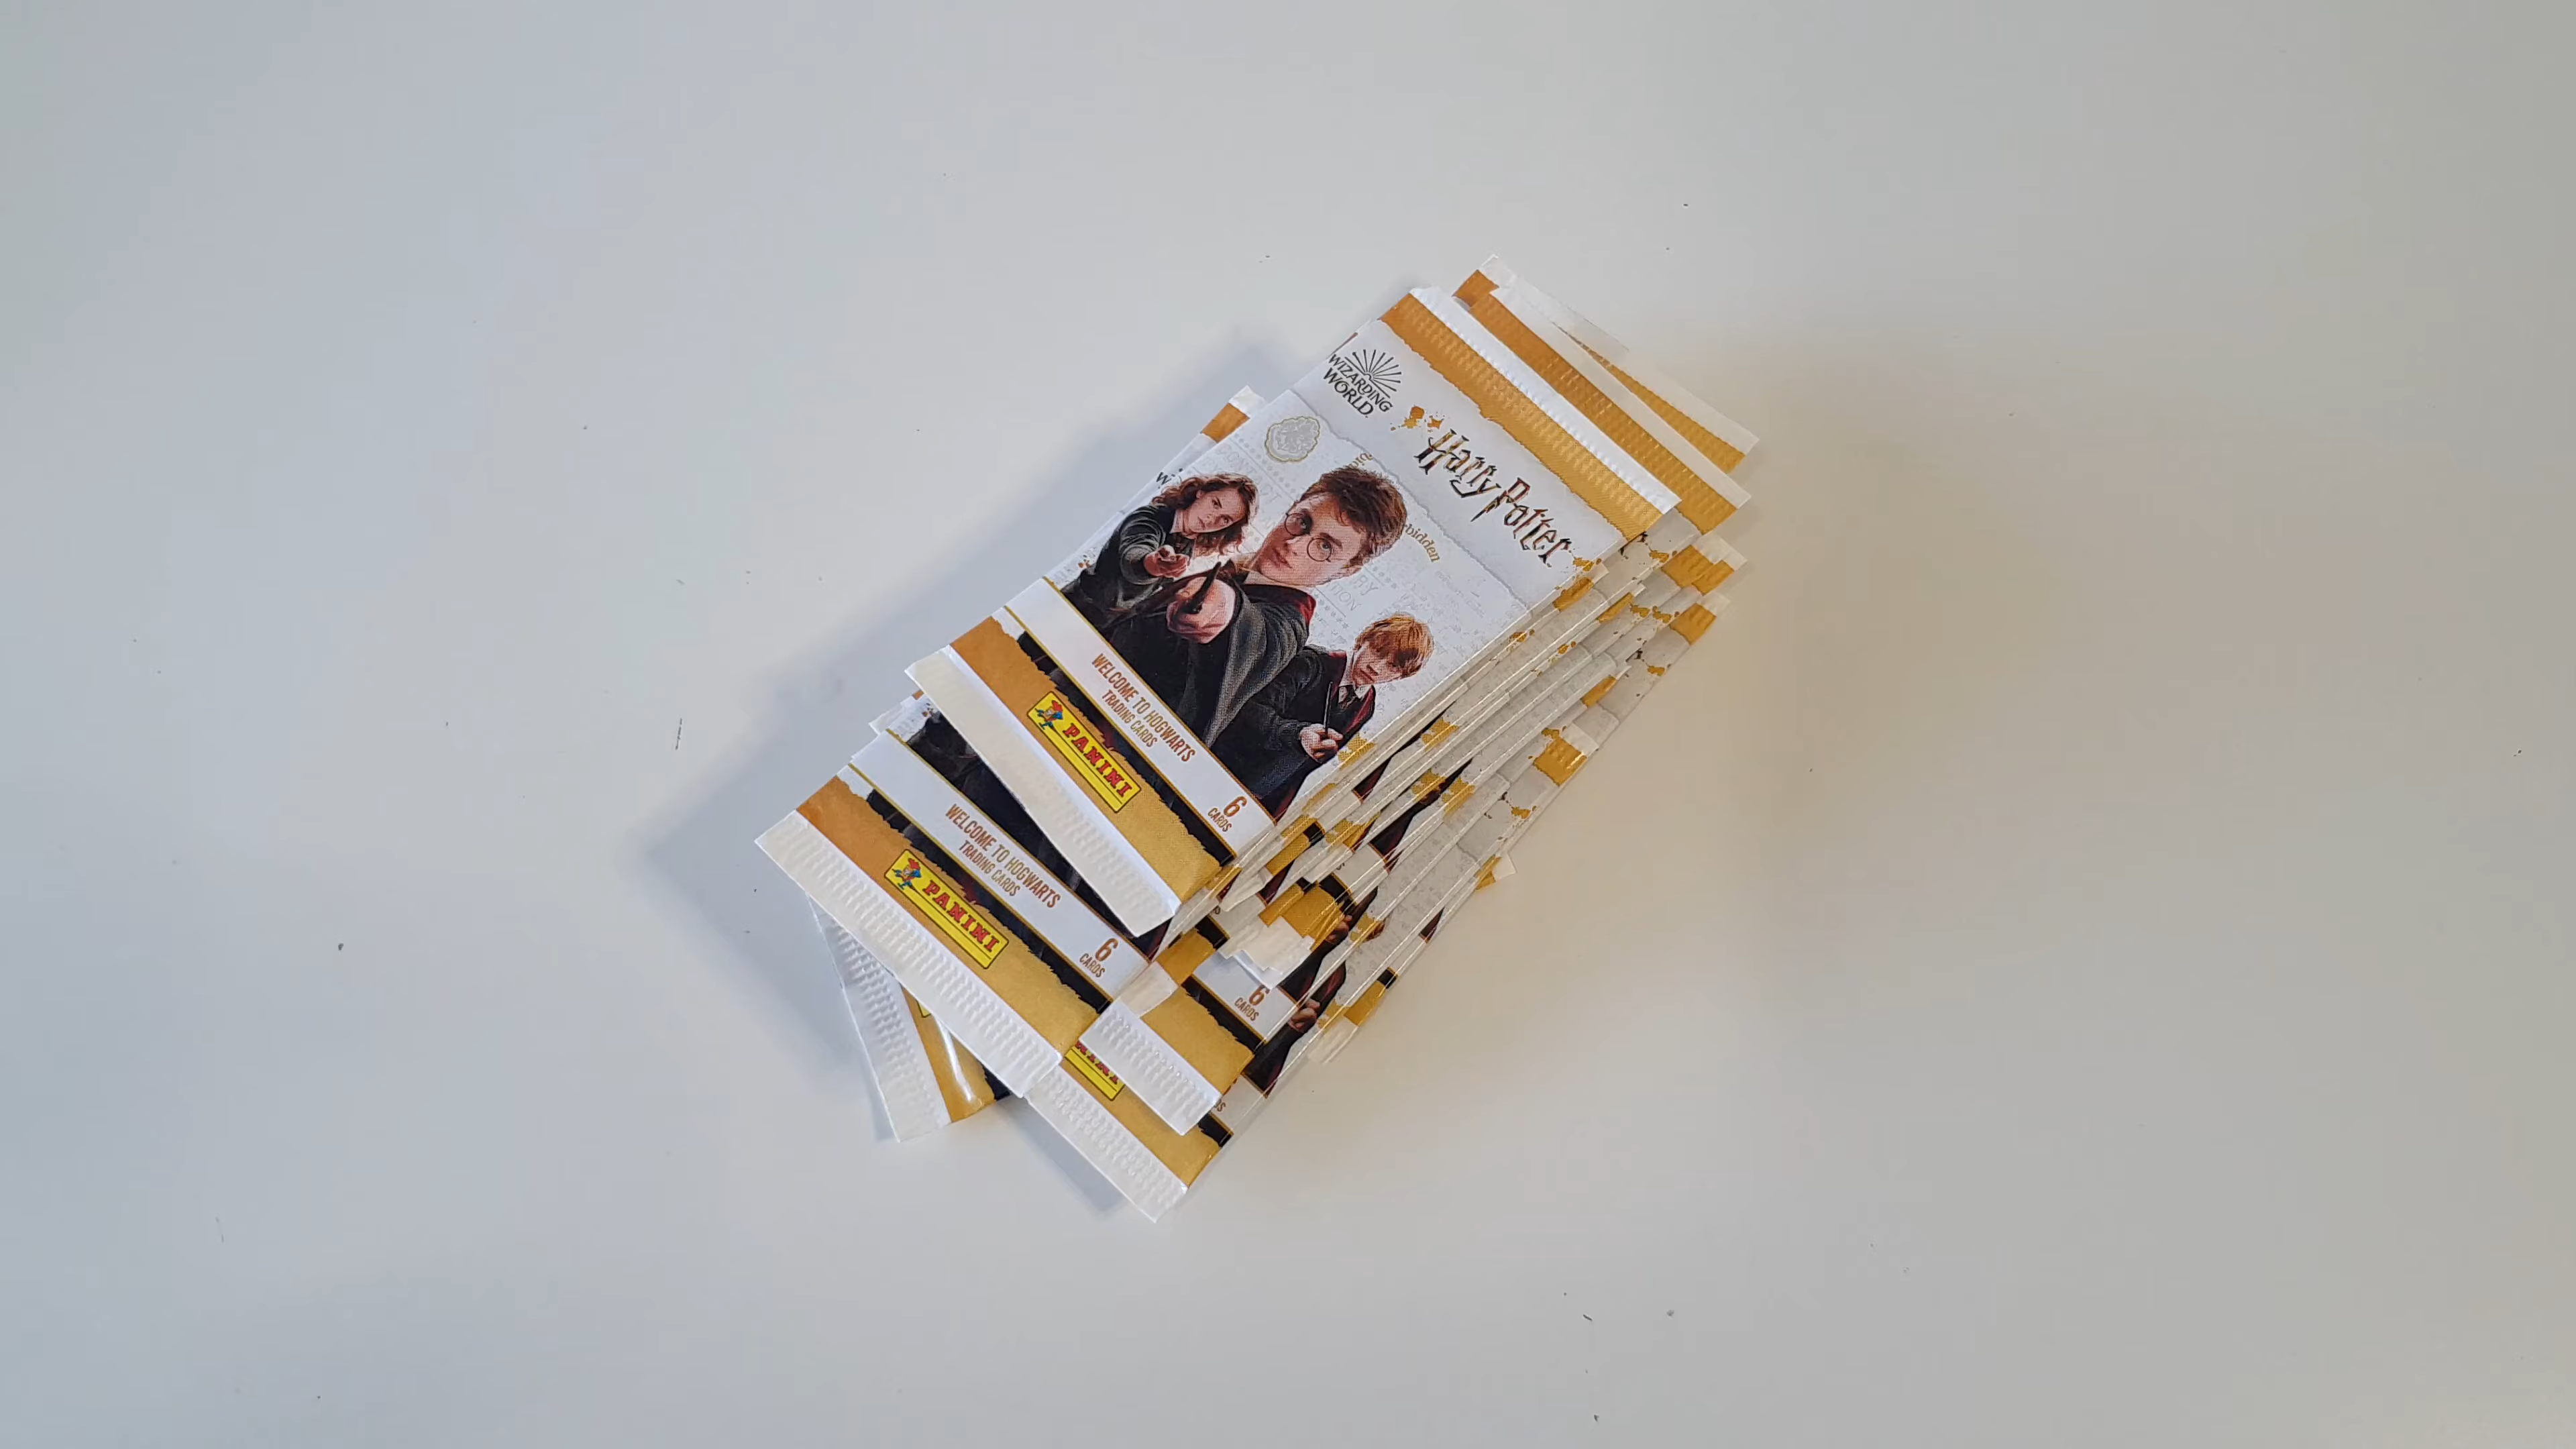 WIZARDING
WORLD
Harry Potter
WELCOME TO HOGWARTS
TRADING CARDS
6
CARDS
PANINI
WELCOME TO HOGWARTS
TRADING CARDS
6
CARDS
PANINI
6
CARDS